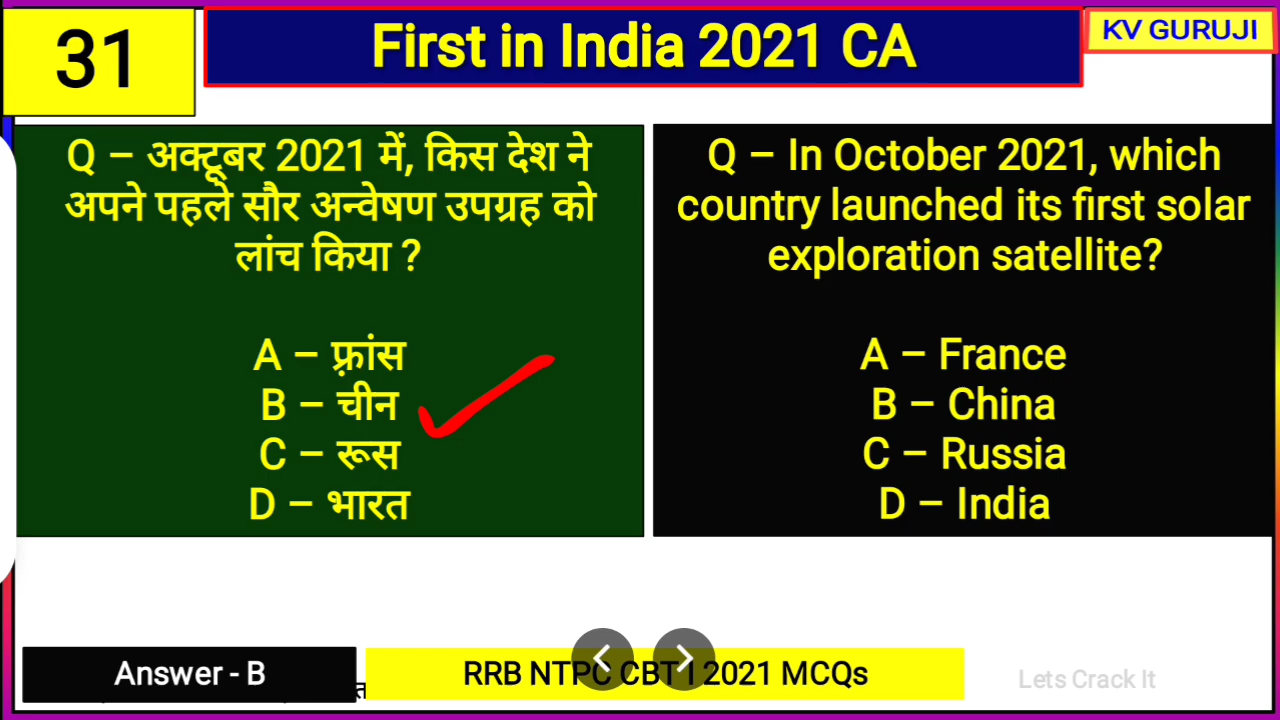 31
First in India 2021 CA
KV GURUJI
Q – अक्टूबर 2021 में, किस देश ने
अपने पहले सौर अन्वेषण उपग्रह को
लांच किया ?
A – फ़्रांस
B – चीन
C – रूस
D – भारत
Q – In October 2021, which
country launched its first solar
exploration satellite?
A – France
B – China
C – Russia
D – India
Answer - B
RRB NTPC CBT 1 2021 MCQs
Lets Crack It